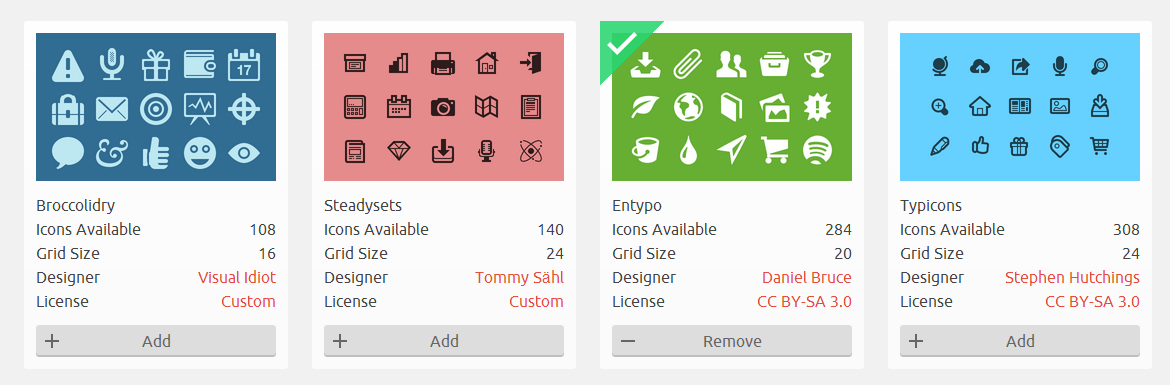 17
Broccolidry
Icons Available 108
Grid Size 16
Designer Visual Idiot
License Custom
+ Add
Steadysets
Icons Available 140
Grid Size 24
Designer Tommy Sähl
License Custom
+ Add
Entypo
Icons Available 284
Grid Size 20
Designer Daniel Bruce
License CC BY-SA 3.0
− Remove
Typicons
Icons Available 308
Grid Size 24
Designer Stephen Hutchings
License CC BY-SA 3.0
+ Add